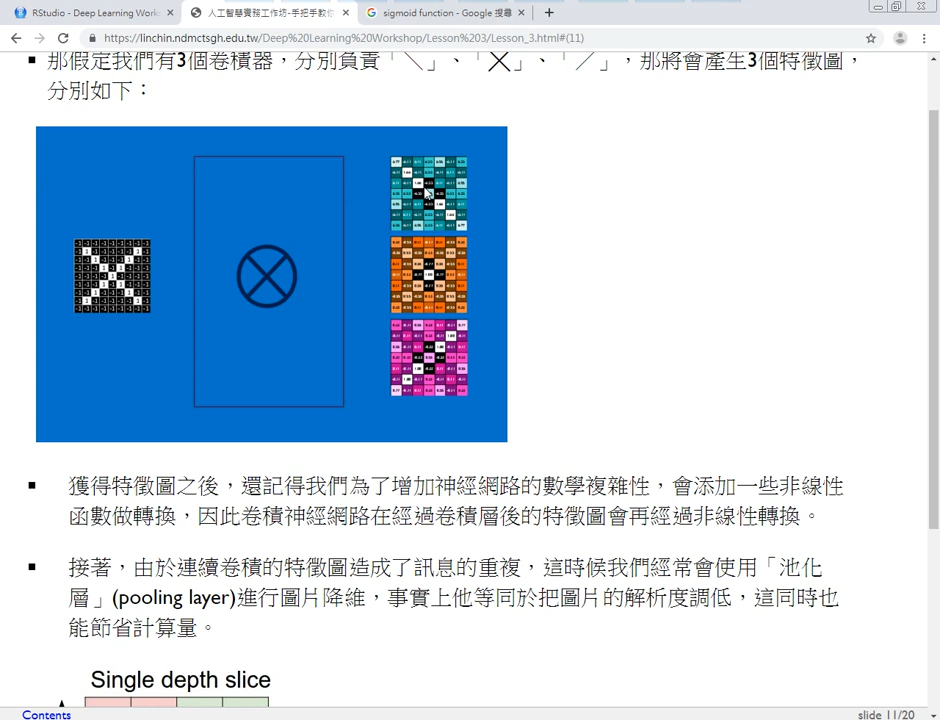 RStudio - Deep Learning Work
人工智慧實務工作坊-手把手教你
sigmoid function - Google 搜尋
https://linchin.ndmctsgh.edu.tw/Deep%20Learning%20Workshop/Lesson%203/Lesson_3.html#(11)
▪ 那假定我們有3個卷積器，分別負責「＼」、「╳」、「／」，那將會產生3個特徵圖，
分別如下：
▪ 獲得特徵圖之後，還記得我們為了增加神經網路的數學複雜性，會添加一些非線性
函數做轉換，因此卷積神經網路在經過卷積層後的特徵圖會再經過非線性轉換。
▪ 接著，由於連續卷積的特徵圖造成了訊息的重複，這時候我們經常會使用「池化
層」(pooling layer)進行圖片降維，事實上他等同於把圖片的解析度調低，這同時也
能節省計算量。
Single depth slice
Contents
slide 11/20